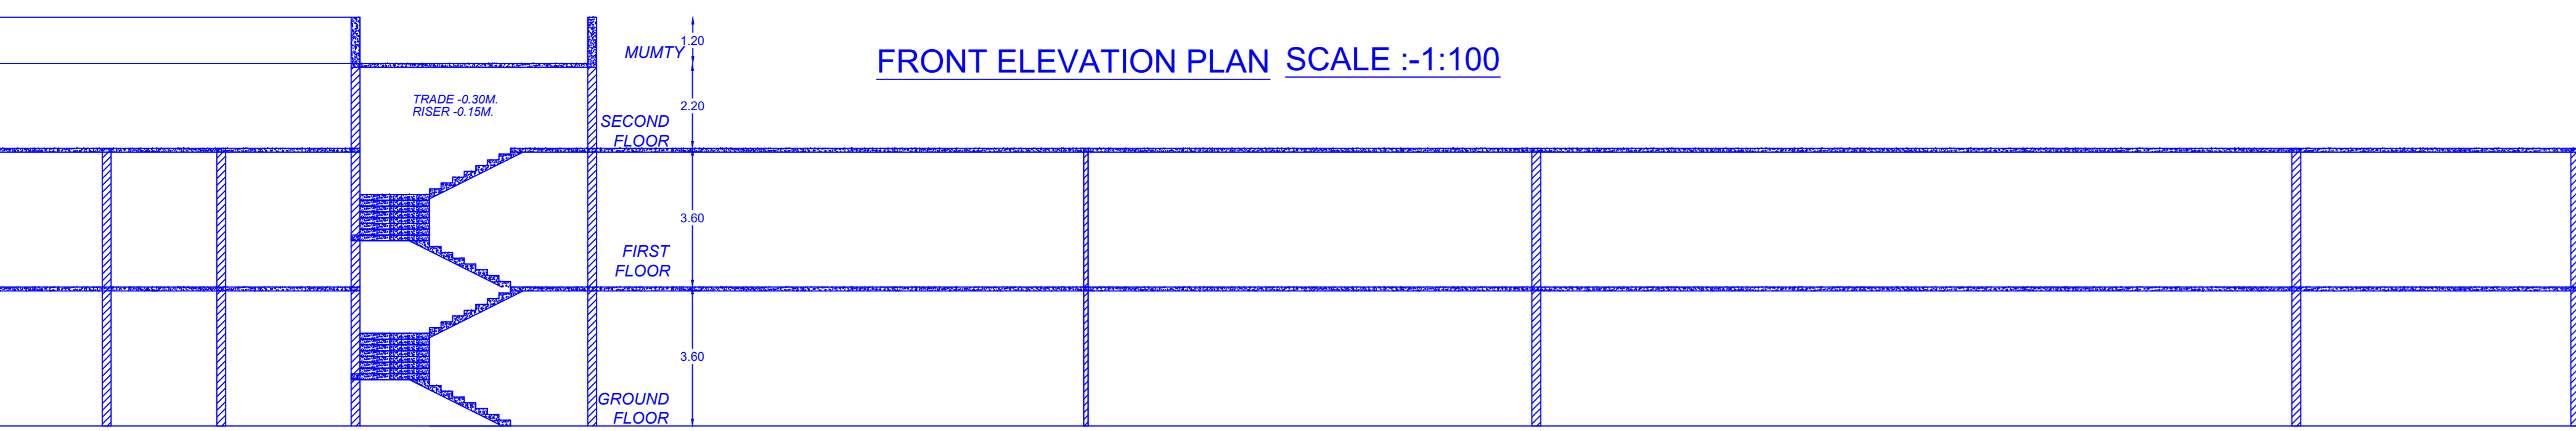 1.20
MUMTY
FRONT ELEVATION PLAN SCALE :-1:100
TRADE -0.30M.
RISER -0.15M.
2.20
SECOND
FLOOR
3.60
FIRST
FLOOR
3.60
GROUND
FLOOR